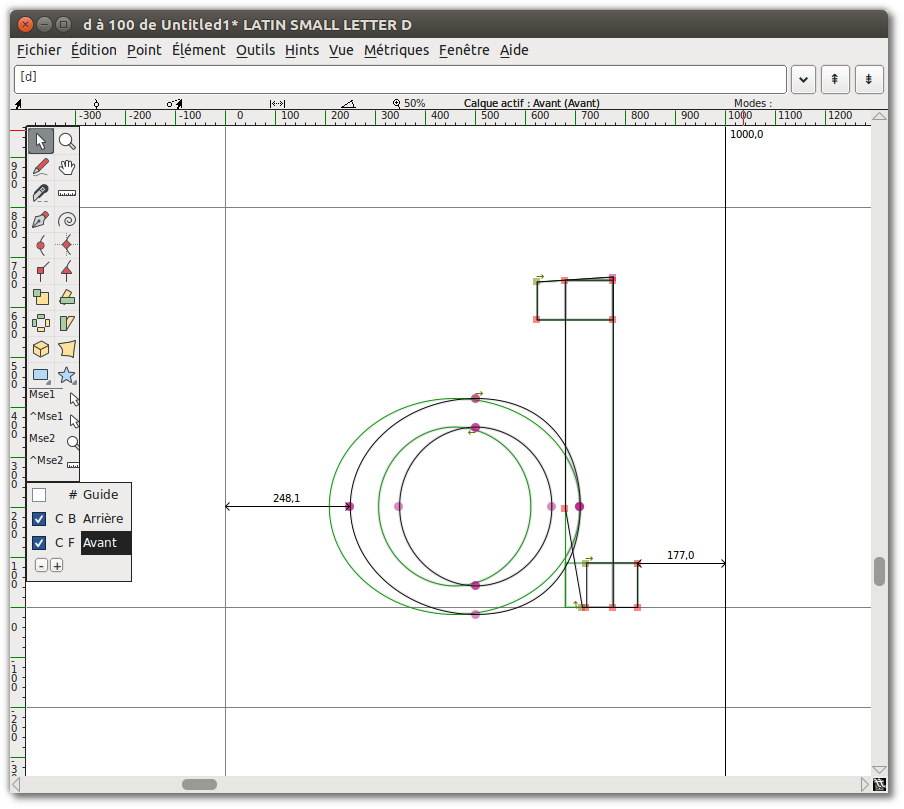 d à 100 de Untitled1* LATIN SMALL LETTER D
Fichier Édition Point Élément Outils Hints Vue Métriques Fenêtre Aide
[d]
50% Calque actif : Avant (Avant) Modes :
-300 -200 -100 0 100 200 300 400 500 600 700 800 900 1000 1100 1200
1000,0
900
800
700
600
500
400
300
200
100
0
-100
-200
-3
Mse1
^Mse1
Mse2
^Mse2
# Guide
C B Arrière
C F Avant
- +
248,1
177,0